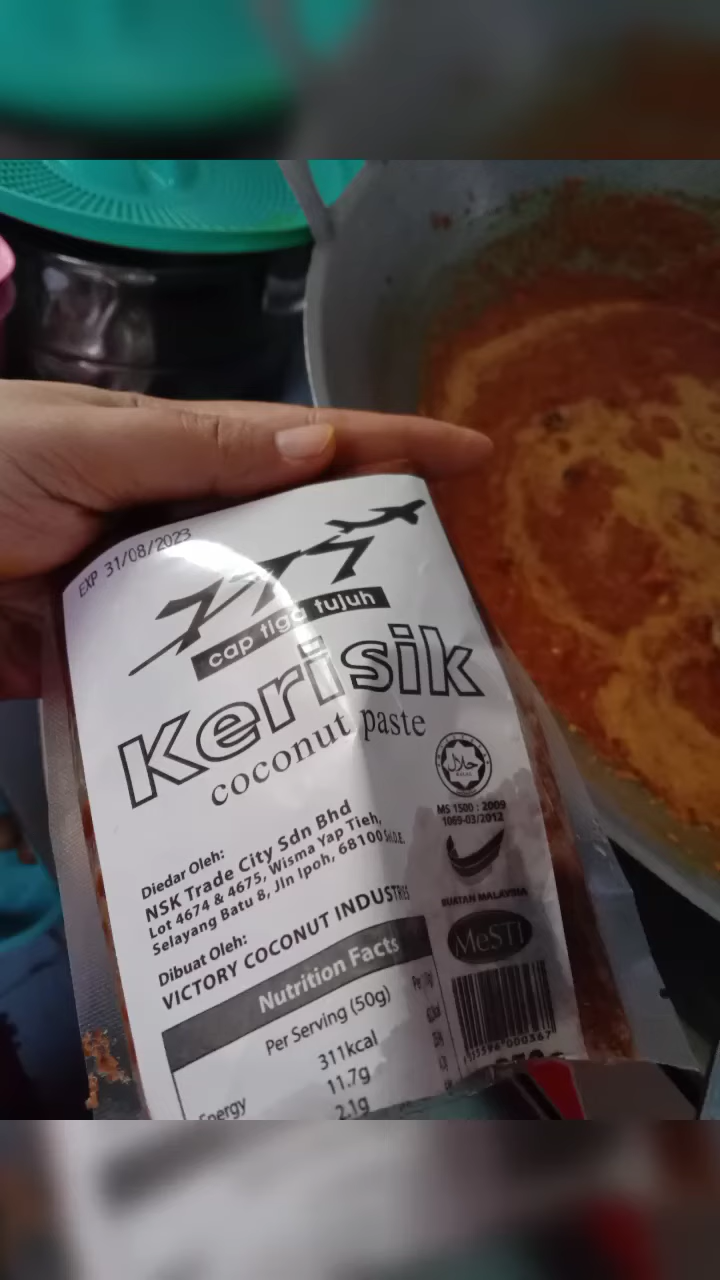 EXP 31/08/2023
777
cap tiga tujuh
Kerisik
coconut paste
حلال
MS 1500 : 2009
1069-03/2012
BUATAN MALAYSIA
MeSTI
Diedar Oleh:
NSK Trade City Sdn Bhd
Lot 4674 & 4675, Wisma Yap Tieh,
Selayang Batu 8, Jln Ipoh, 68100 S.D.E.
Dibuat Oleh:
VICTORY COCONUT INDUSTRIES
Nutrition Facts
Per Serving (50g)
Energy 311kcal
11.7g
2.1g